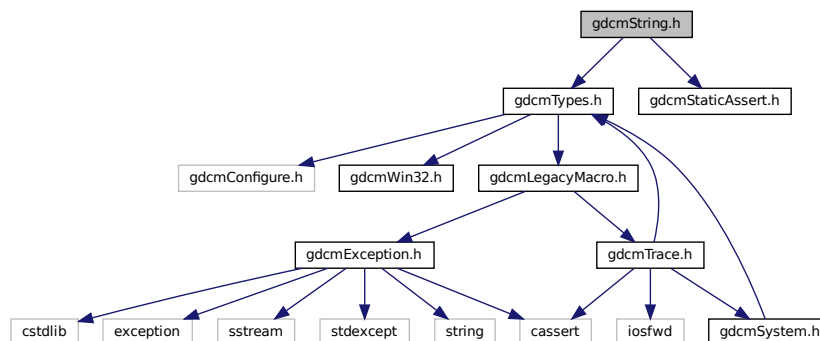 gdcmString.h
gdcmTypes.h
gdcmStaticAssert.h
gdcmConfigure.h
gdcmWin32.h
gdcmLegacyMacro.h
gdcmException.h
gdcmTrace.h
cstdlib
exception
sstream
stdexcept
string
cassert
iosfwd
gdcmSystem.h